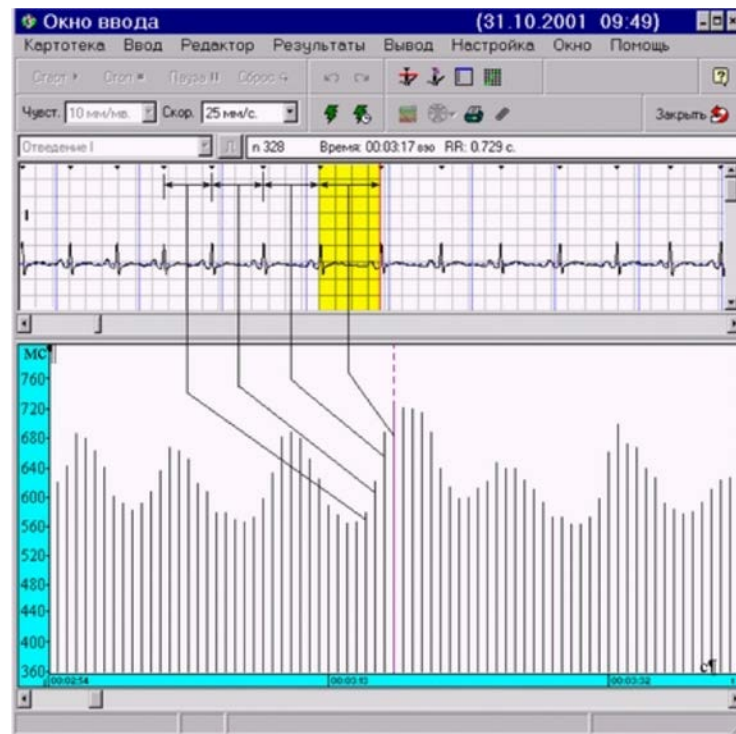 Окно ввода (31.10.2001 09:49)
Картотека Ввод Редактор Результаты Вывод Настройка Окно Помощь
Старт Стоп Пауза Сброс
Чувст. 10 мм/мв. Скор. 25 мм/с. Закрыть
Отведение I n 328 Время: 00:03:17 RR: 0.729 с.
I
МС¶
760
720
680
640
600
560
520
480
440
400
360
с¶
00:02:54 00:03:13 00:03:32